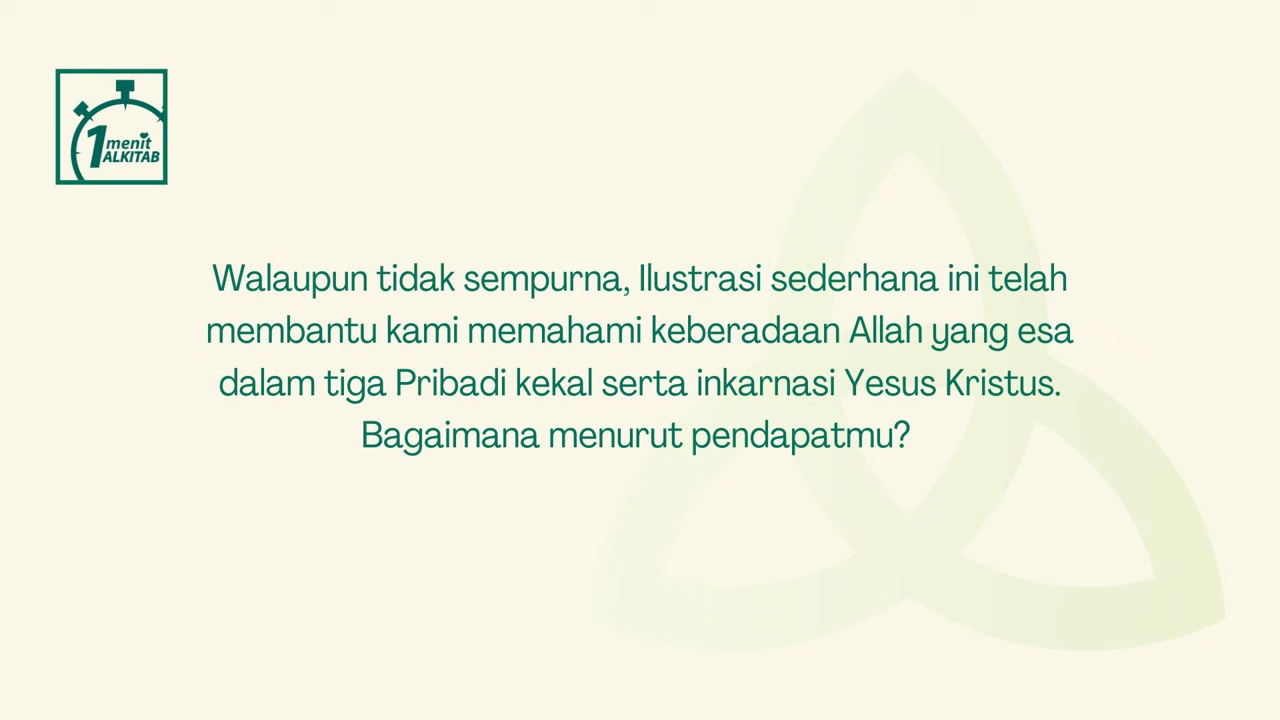 1 menit
ALKITAB
Walaupun tidak sempurna, Ilustrasi sederhana ini telah
membantu kami memahami keberadaan Allah yang esa
dalam tiga Pribadi kekal serta inkarnasi Yesus Kristus.
Bagaimana menurut pendapatmu?